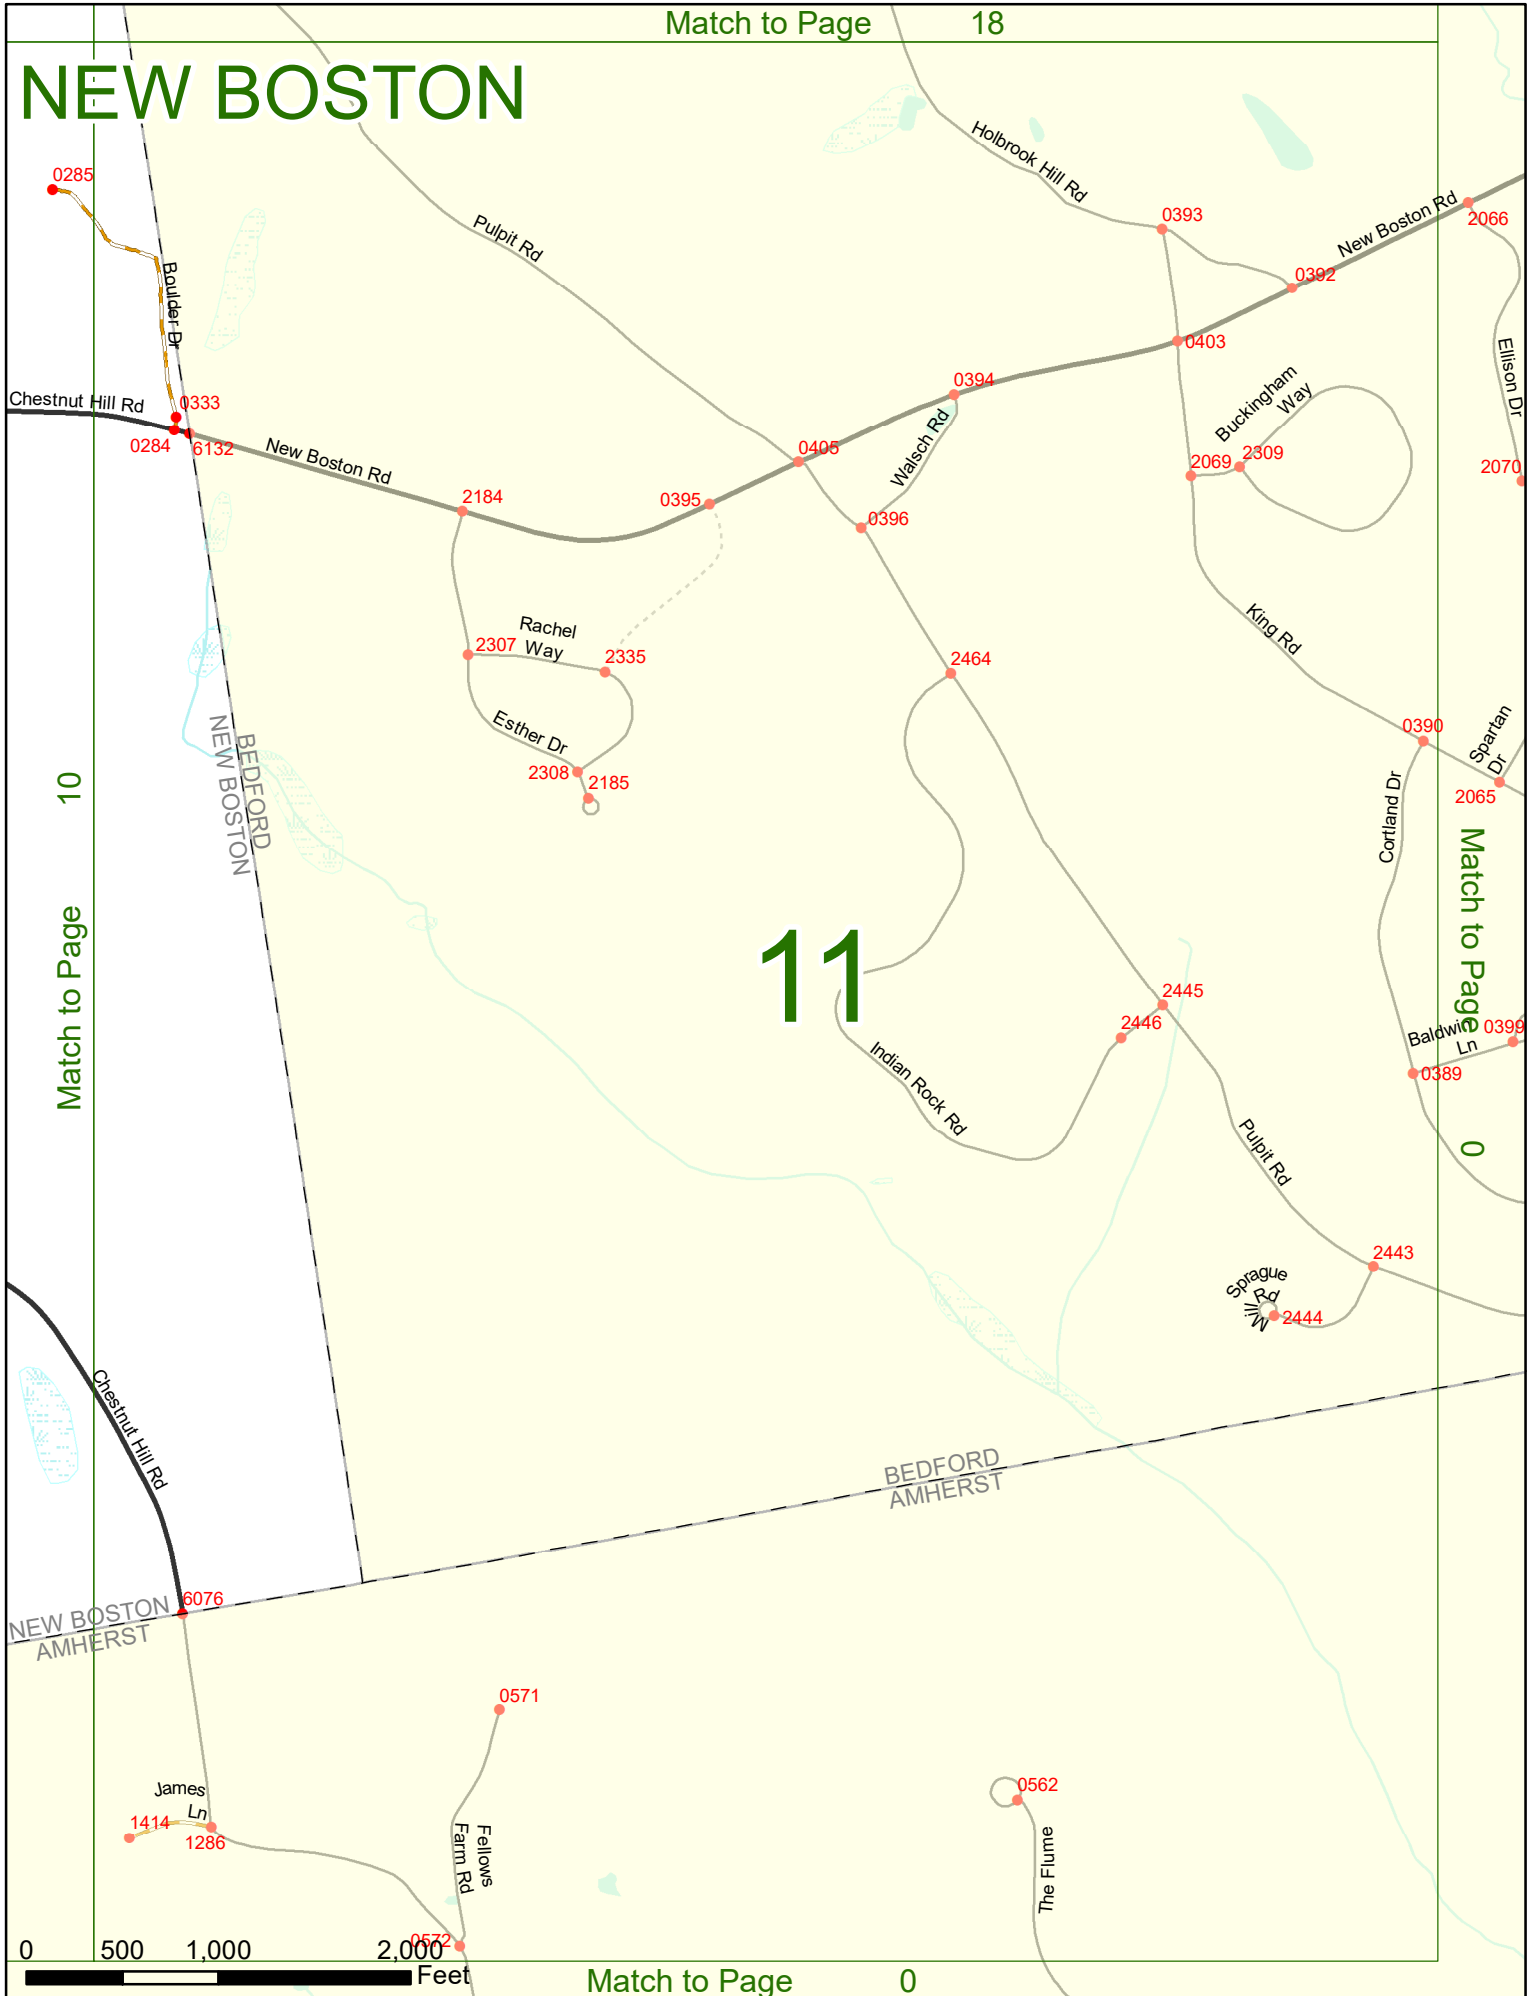 Match to Page 18
NEW BOSTON
0285
Holbrook Hill Rd
0393
New Boston Rd
2066
Pulpit Rd
0392
Boulder Dr
0403
Ellison Dr
Chestnut Hill Rd
0333
0394
Buckingham
Way
0284
6132
New Boston Rd
0405
Walsch Rd
2069
2309
2070
2184
0395
0396
Rachel
Way
2307
2335
King Rd
2464
Esther Dr
0390
Spartan
Dr
2308
2185
2065
BEDFORD
NEW BOSTON
Cortland Dr
Match to Page 10
11
Match to Page 0
2445
2446
Baldwin
Ln
0399
Indian Rock Rd
0389
Pulpit Rd
2443
Sprague
Mill
Rd
2444
Chestnut Hill Rd
BEDFORD
AMHERST
6076
NEW BOSTON
AMHERST
0571
James
Ln
0562
1414
1286
Fellows
Farm Rd
The Flume
0572
0 500 1,000 2,000
Feet
Match to Page 0